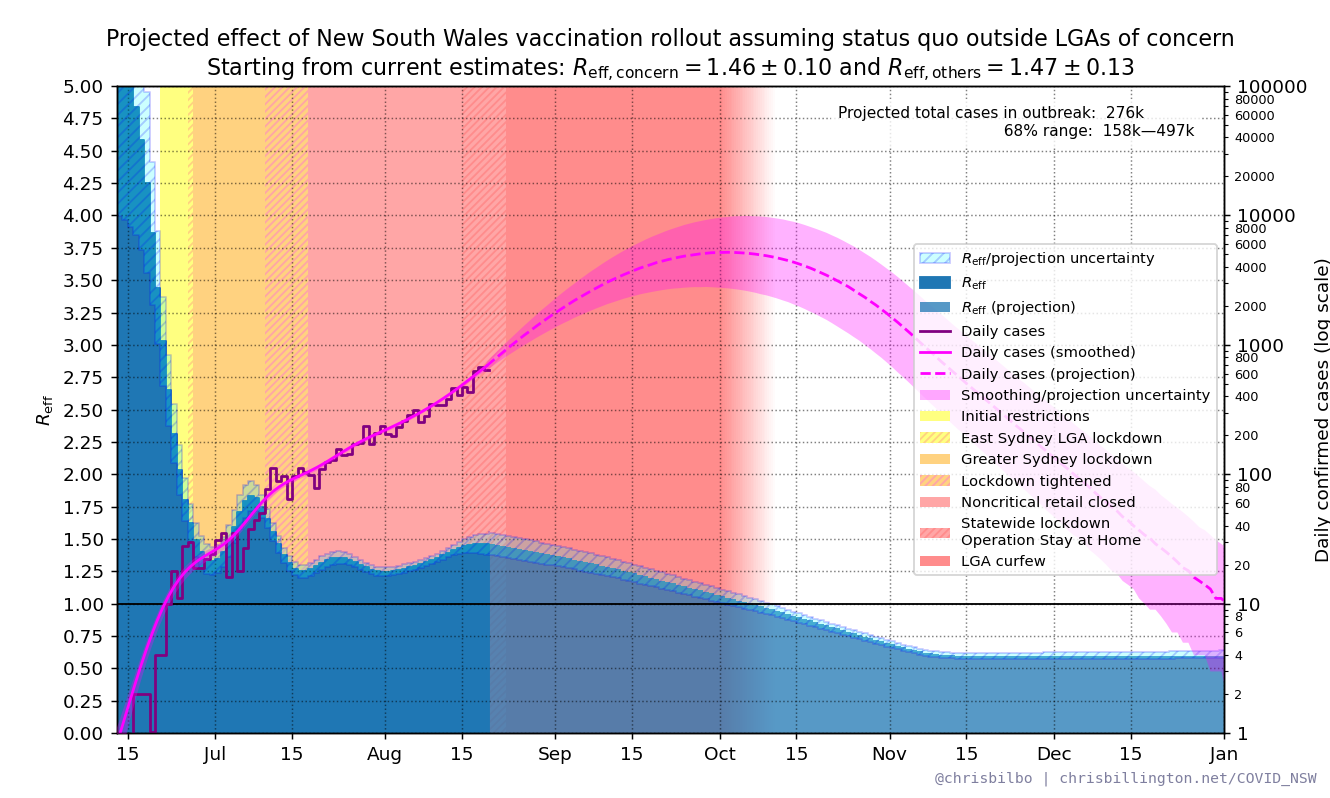 Projected effect of New South Wales vaccination rollout assuming status quo outside LGAs of concern
Starting from current estimates: R_eff, concern = 1.46 ± 0.10 and R_eff, others = 1.47 ± 0.13
Projected total cases in outbreak: 276k
68% range: 158k—497k
R_eff
5.00
4.75
4.50
4.25
4.00
3.75
3.50
3.25
3.00
2.75
2.50
2.25
2.00
1.75
1.50
1.25
1.00
0.75
0.50
0.25
0.00
15
Jul
15
Aug
15
Sep
15
Oct
15
Nov
15
Dec
15
Jan
100000
80000
60000
40000
20000
10000
8000
6000
4000
2000
1000
800
600
400
200
100
80
60
40
20
10
8
6
4
2
1
Daily confirmed cases (log scale)
R_eff/projection uncertainty
R_eff
R_eff (projection)
Daily cases
Daily cases (smoothed)
Daily cases (projection)
Smoothing/projection uncertainty
Initial restrictions
East Sydney LGA lockdown
Greater Sydney lockdown
Lockdown tightened
Noncritical retail closed
Statewide lockdown
Operation Stay at Home
LGA curfew
@chrisbilbo | chrisbillington.net/COVID_NSW